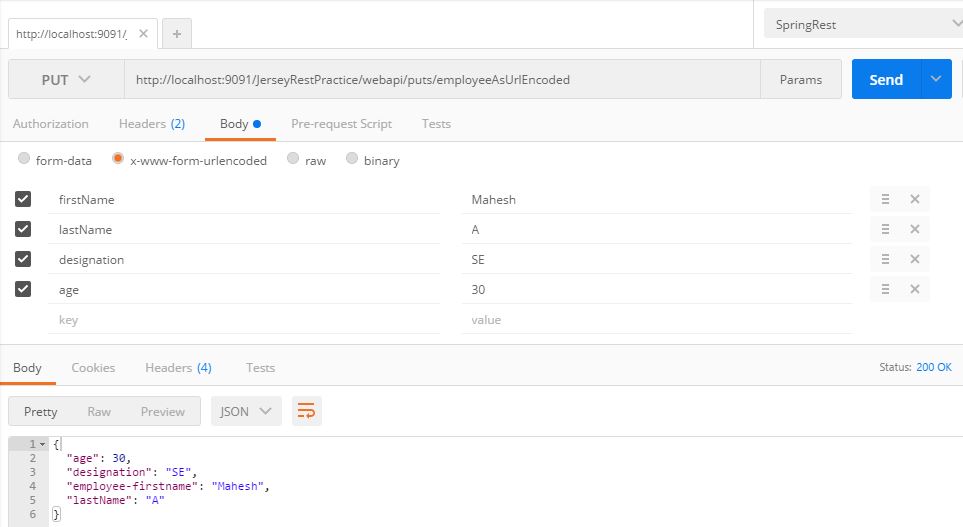 http://localhost:9091/J
SpringRest
PUT http://localhost:9091/JerseyRestPractice/webapi/puts/employeeAsUrlEncoded Params Send
Authorization Headers (2) Body Pre-request Script Tests
form-data x-www-form-urlencoded raw binary
firstName Mahesh
lastName A
designation SE
age 30
key value
Body Cookies Headers (4) Tests Status: 200 OK
Pretty Raw Preview JSON
1 {
2 "age": 30,
3 "designation": "SE",
4 "employee-firstname": "Mahesh",
5 "lastName": "A"
6 }